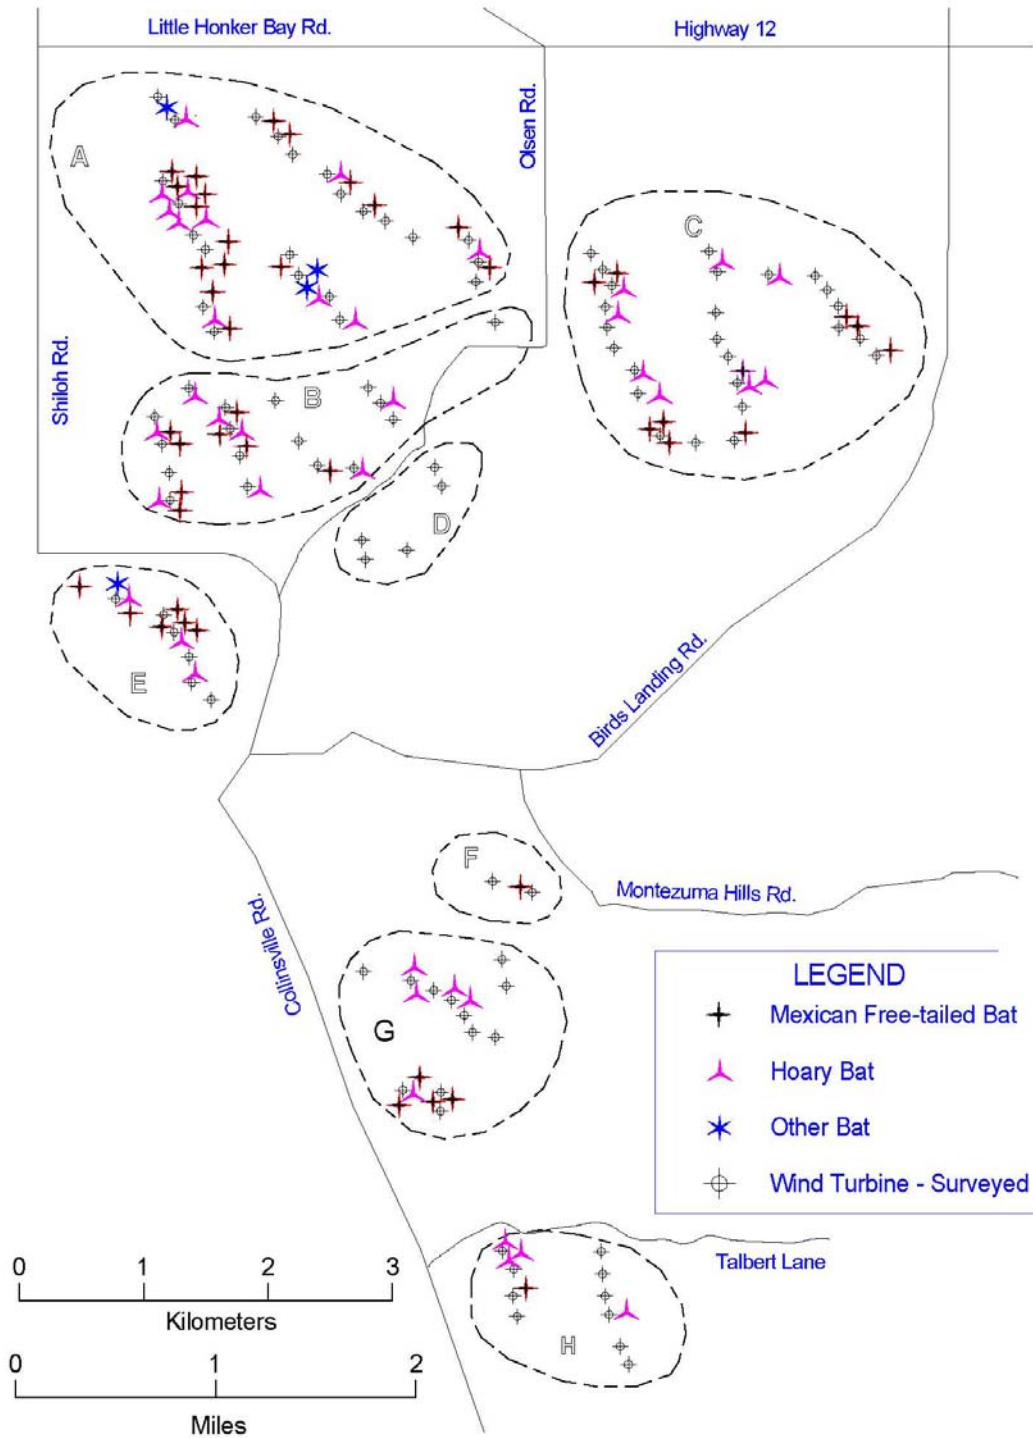 Little Honker Bay Rd.
Highway 12
Olsen Rd.
A
C
Shiloh Rd.
B
D
E
Birds Landing Rd.
F
Montezuma Hills Rd.
Collinsville Rd.
G
LEGEND
Mexican Free-tailed Bat
Hoary Bat
Other Bat
Wind Turbine - Surveyed
Talbert Lane
H
0 1 2 3
Kilometers
0 1 2
Miles